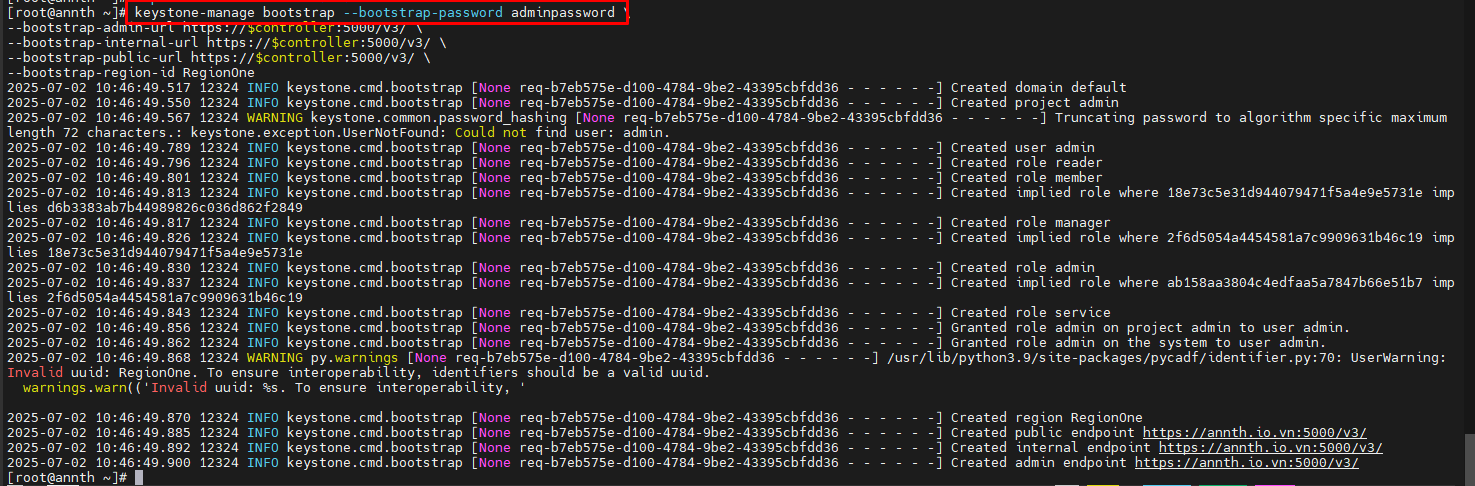 [root@annth ~]# keystone-manage bootstrap --bootstrap-password adminpassword \
--bootstrap-admin-url https://$controller:5000/v3/ \
--bootstrap-internal-url https://$controller:5000/v3/ \
--bootstrap-public-url https://$controller:5000/v3/ \
--bootstrap-region-id RegionOne
2025-07-02 10:46:49.517 12324 INFO keystone.cmd.bootstrap [None req-b7eb575e-d100-4784-9be2-43395cbfdd36 - - - - - -] Created domain default
2025-07-02 10:46:49.550 12324 INFO keystone.cmd.bootstrap [None req-b7eb575e-d100-4784-9be2-43395cbfdd36 - - - - - -] Created project admin
2025-07-02 10:46:49.567 12324 WARNING keystone.common.password_hashing [None req-b7eb575e-d100-4784-9be2-43395cbfdd36 - - - - - -] Truncating password to algorithm specific maximum
length 72 characters.: keystone.exception.UserNotFound: Could not find user: admin.
2025-07-02 10:46:49.789 12324 INFO keystone.cmd.bootstrap [None req-b7eb575e-d100-4784-9be2-43395cbfdd36 - - - - - -] Created user admin
2025-07-02 10:46:49.796 12324 INFO keystone.cmd.bootstrap [None req-b7eb575e-d100-4784-9be2-43395cbfdd36 - - - - - -] Created role reader
2025-07-02 10:46:49.801 12324 INFO keystone.cmd.bootstrap [None req-b7eb575e-d100-4784-9be2-43395cbfdd36 - - - - - -] Created role member
2025-07-02 10:46:49.813 12324 INFO keystone.cmd.bootstrap [None req-b7eb575e-d100-4784-9be2-43395cbfdd36 - - - - - -] Created implied role where 18e73c5e31d944079471f5a4e9e5731e imp
lies d6b3383ab7b44989826c036d862f2849
2025-07-02 10:46:49.817 12324 INFO keystone.cmd.bootstrap [None req-b7eb575e-d100-4784-9be2-43395cbfdd36 - - - - - -] Created role manager
2025-07-02 10:46:49.826 12324 INFO keystone.cmd.bootstrap [None req-b7eb575e-d100-4784-9be2-43395cbfdd36 - - - - - -] Created implied role where 2f6d5054a4454581a7c9909631b46c19 imp
lies 18e73c5e31d944079471f5a4e9e5731e
2025-07-02 10:46:49.830 12324 INFO keystone.cmd.bootstrap [None req-b7eb575e-d100-4784-9be2-43395cbfdd36 - - - - - -] Created role admin
2025-07-02 10:46:49.837 12324 INFO keystone.cmd.bootstrap [None req-b7eb575e-d100-4784-9be2-43395cbfdd36 - - - - - -] Created implied role where ab158aa3804c4edfaa5a7847b66e51b7 imp
lies 2f6d5054a4454581a7c9909631b46c19
2025-07-02 10:46:49.843 12324 INFO keystone.cmd.bootstrap [None req-b7eb575e-d100-4784-9be2-43395cbfdd36 - - - - - -] Created role service
2025-07-02 10:46:49.856 12324 INFO keystone.cmd.bootstrap [None req-b7eb575e-d100-4784-9be2-43395cbfdd36 - - - - - -] Granted role admin on project admin to user admin.
2025-07-02 10:46:49.862 12324 INFO keystone.cmd.bootstrap [None req-b7eb575e-d100-4784-9be2-43395cbfdd36 - - - - - -] Granted role admin on the system to user admin.
2025-07-02 10:46:49.868 12324 WARNING py.warnings [None req-b7eb575e-d100-4784-9be2-43395cbfdd36 - - - - - -] /usr/lib/python3.9/site-packages/pycadf/identifier.py:70: UserWarning:
Invalid uuid: RegionOne. To ensure interoperability, identifiers should be a valid uuid.
  warnings.warn(('Invalid uuid: %s. To ensure interoperability, '
2025-07-02 10:46:49.870 12324 INFO keystone.cmd.bootstrap [None req-b7eb575e-d100-4784-9be2-43395cbfdd36 - - - - - -] Created region RegionOne
2025-07-02 10:46:49.885 12324 INFO keystone.cmd.bootstrap [None req-b7eb575e-d100-4784-9be2-43395cbfdd36 - - - - - -] Created public endpoint https://annth.io.vn:5000/v3/
2025-07-02 10:46:49.892 12324 INFO keystone.cmd.bootstrap [None req-b7eb575e-d100-4784-9be2-43395cbfdd36 - - - - - -] Created internal endpoint https://annth.io.vn:5000/v3/
2025-07-02 10:46:49.900 12324 INFO keystone.cmd.bootstrap [None req-b7eb575e-d100-4784-9be2-43395cbfdd36 - - - - - -] Created admin endpoint https://annth.io.vn:5000/v3/
[root@annth ~]#